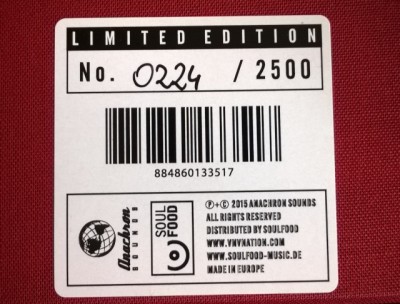 LIMITED EDITION
No. 0224 / 2500
884860133517
Anachron
SOUNDS
SOUL
FOOD
℗+© 2015 ANACHRON SOUNDS
ALL RIGHTS RESERVED
DISTRIBUTED BY SOULFOOD
WWW.VNVNATION.COM
WWW.SOULFOOD-MUSIC.DE
MADE IN EUROPE